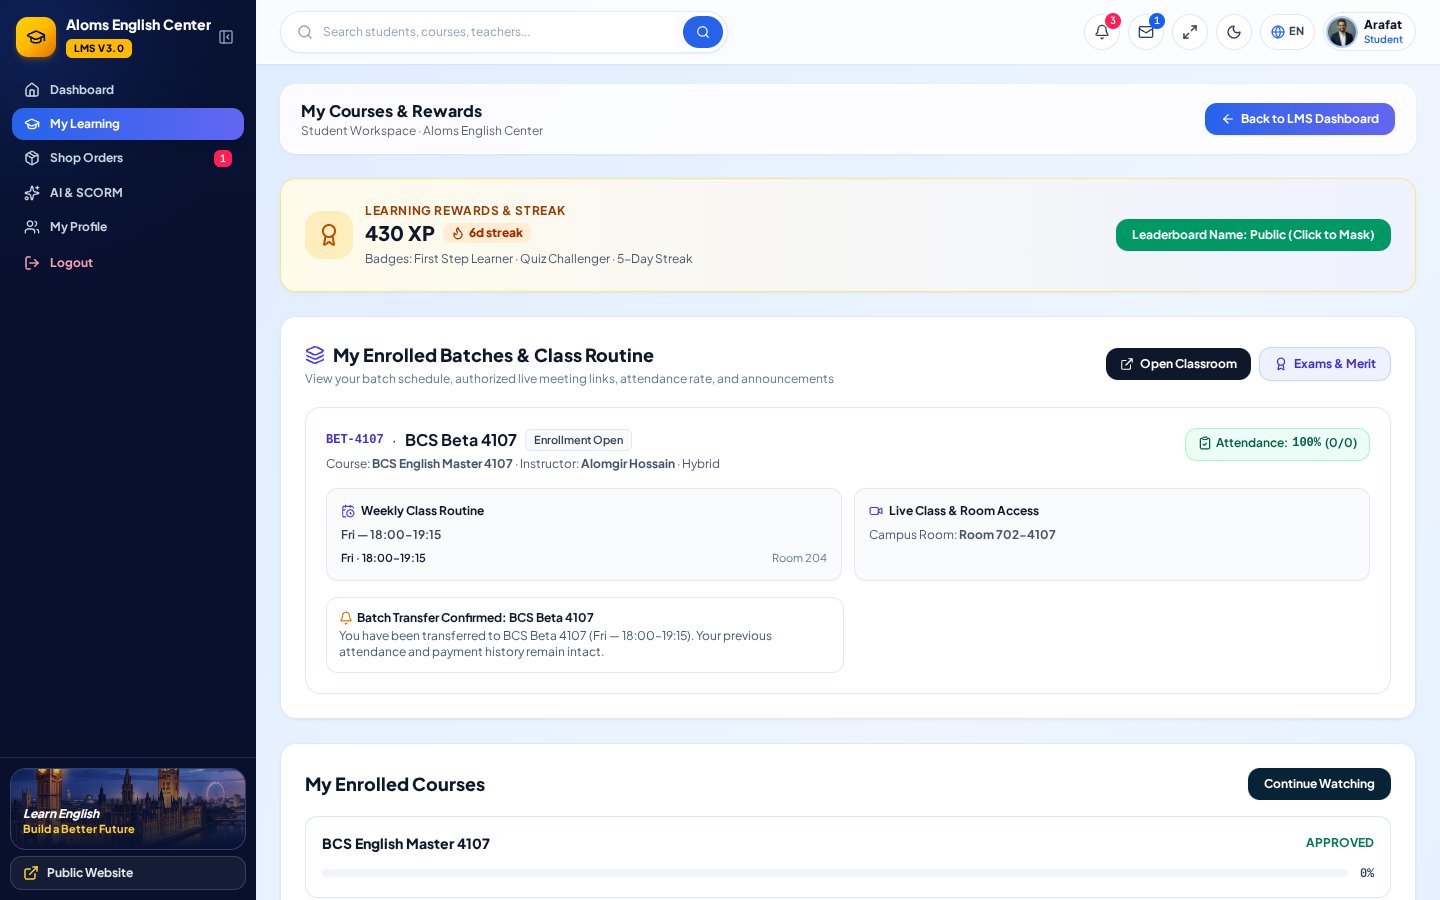 Aloms English Center
LMS V3.0
Dashboard
My Learning
Shop Orders
1
AI & SCORM
My Profile
Logout
Learn English
Build a Better Future
Public Website
Search students, courses, teachers...
3
1
EN
Arafat
Student
My Courses & Rewards
Student Workspace · Aloms English Center
Back to LMS Dashboard
LEARNING REWARDS & STREAK
430 XP
6d streak
Badges: First Step Learner · Quiz Challenger · 5-Day Streak
Leaderboard Name: Public (Click to Mask)
My Enrolled Batches & Class Routine
View your batch schedule, authorized live meeting links, attendance rate, and announcements
Open Classroom
Exams & Merit
BET-4107 · BCS Beta 4107 Enrollment Open
Course: BCS English Master 4107 · Instructor: Alomgir Hossain · Hybrid
Attendance: 100% (0/0)
Weekly Class Routine
Fri — 18:00-19:15
Fri · 18:00-19:15
Room 204
Live Class & Room Access
Campus Room: Room 702-4107
Batch Transfer Confirmed: BCS Beta 4107
You have been transferred to BCS Beta 4107 (Fri — 18:00-19:15). Your previous
attendance and payment history remain intact.
My Enrolled Courses
Continue Watching
BCS English Master 4107
APPROVED
0%